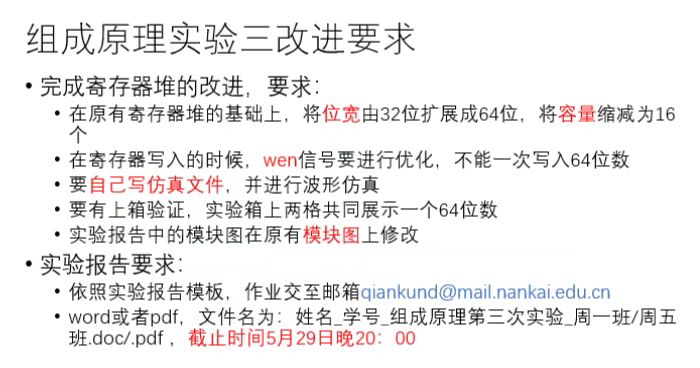 组成原理实验三改进要求
• 完成寄存器堆的改进，要求：
• 在原有寄存器堆的基础上，将位宽由32位扩展成64位，将容量缩减为16
个
• 在寄存器写入的时候，wen信号要进行优化，不能一次写入64位数
• 要自己写仿真文件，并进行波形仿真
• 要有上箱验证，实验箱上两格共同展示一个64位数
• 实验报告中的模块图在原有模块图上修改
• 实验报告要求：
• 依照实验报告模板，作业交至邮箱qiankund@mail.nankai.edu.cn
• word或者pdf，文件名为：姓名_学号_组成原理第三次实验_周一班/周五
班.doc/.pdf ，截止时间5月29日晚20：00